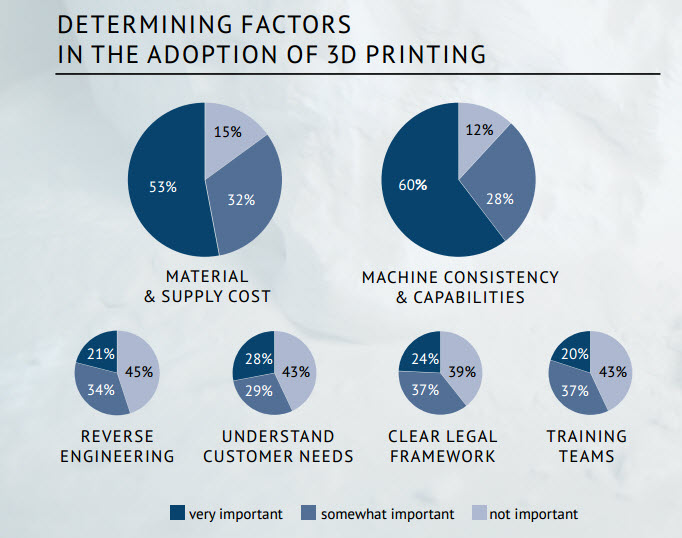 DETERMINING FACTORS
IN THE ADOPTION OF 3D PRINTING
15%
53%
32%
12%
60%
28%
MATERIAL
& SUPPLY COST
MACHINE CONSISTENCY
& CAPABILITIES
21%
45%
34%
28%
43%
29%
24%
39%
37%
20%
43%
37%
REVERSE
ENGINEERING
UNDERSTAND
CUSTOMER NEEDS
CLEAR LEGAL
FRAMEWORK
TRAINING
TEAMS
very important
somewhat important
not important